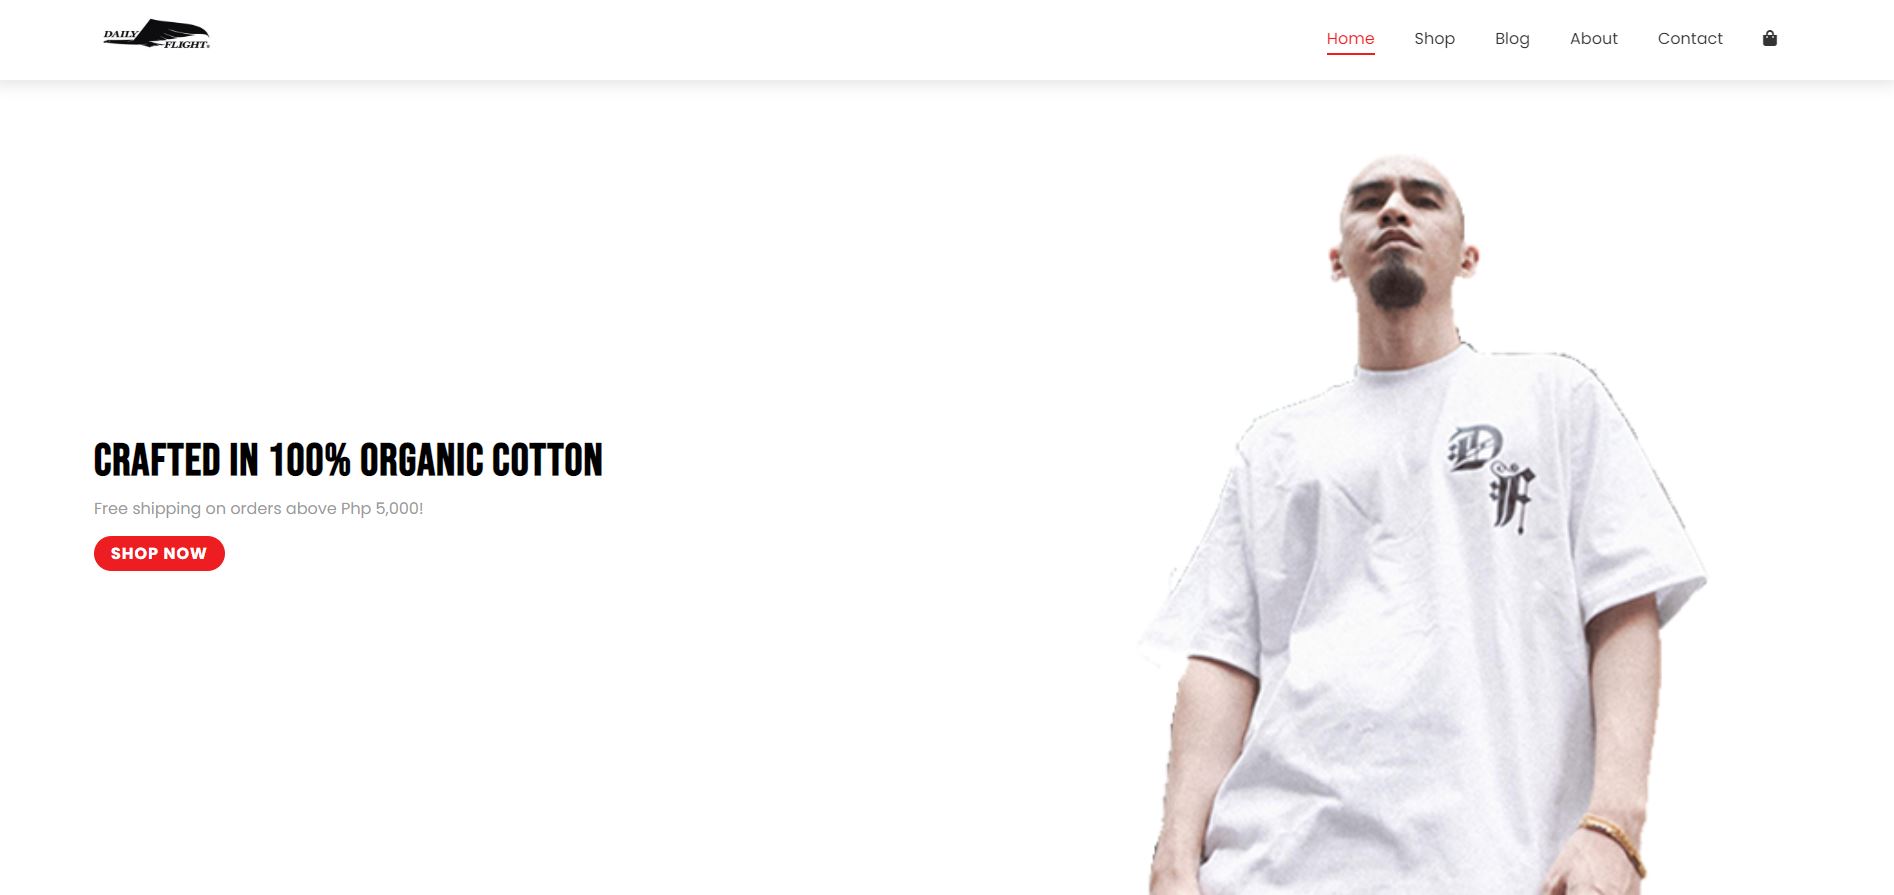 DAILY
FLIGHT
Home Shop Blog About Contact
CRAFTED IN 100% ORGANIC COTTON
Free shipping on orders above Php 5,000!
SHOP NOW
D
F